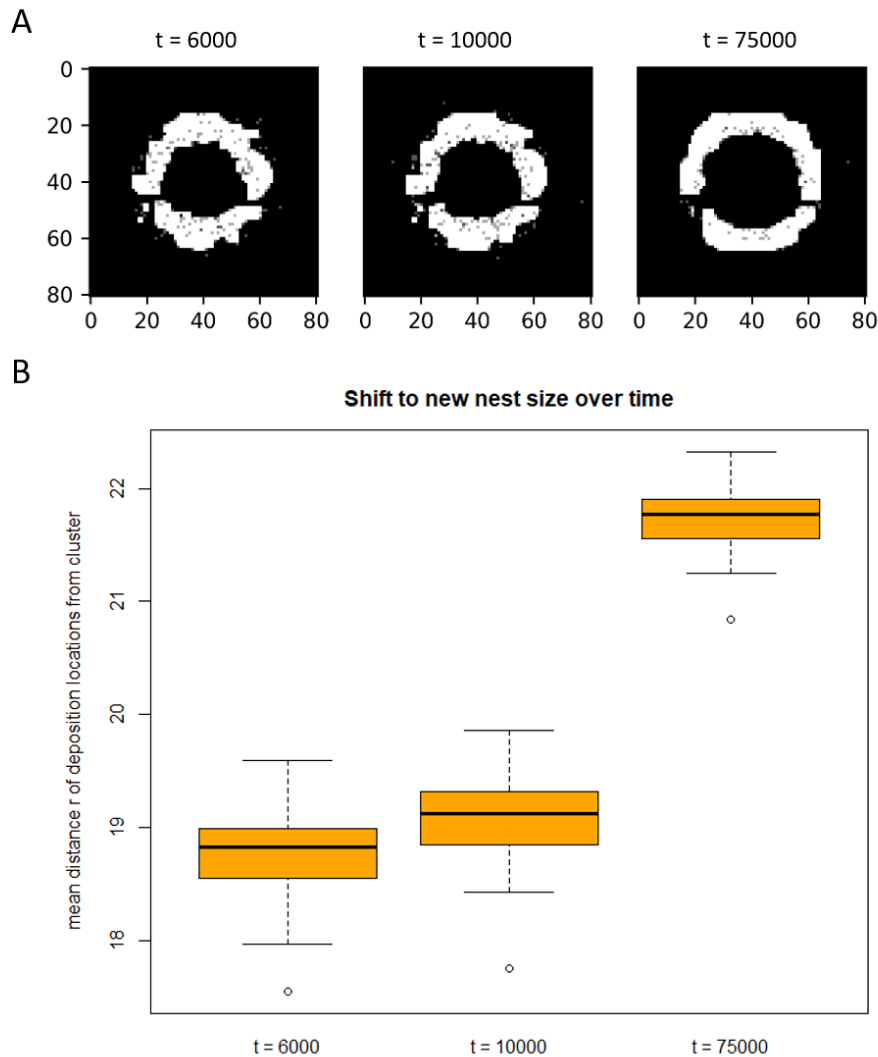 A
t = 6000 t = 10000 t = 75000
0
20
40
60
80
0 20 40 60 80 0 20 40 60 80 0 20 40 60 80
B
Shift to new nest size over time
mean distance r of deposition locations from cluster
22
21
20
19
18
t = 6000 t = 10000 t = 75000